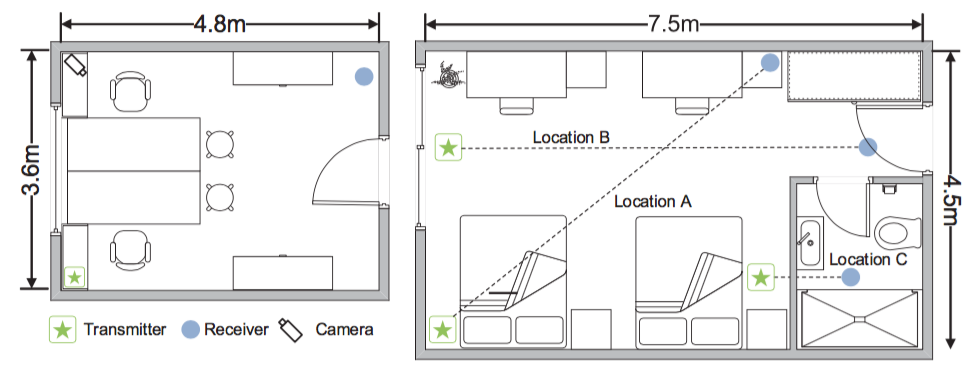 4.8m
7.5m
3.6m
4.5m
Location B
Location A
Location C
Transmitter
Receiver
Camera